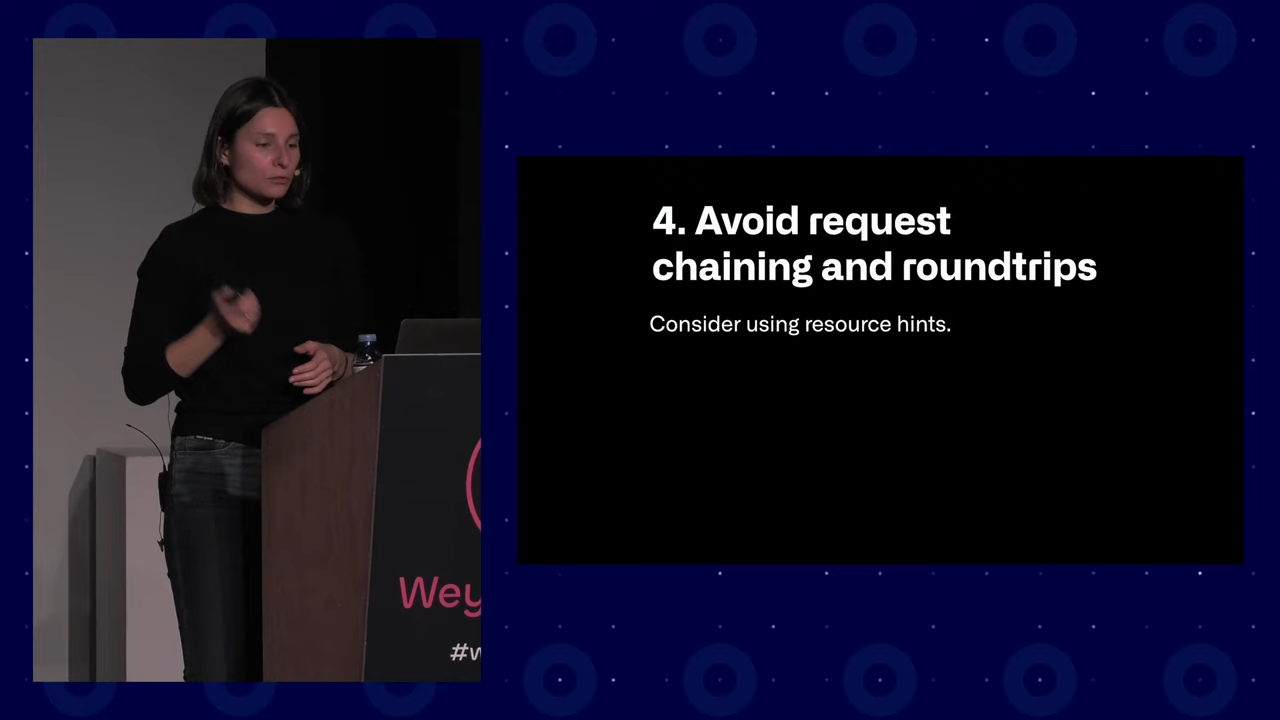 4. Avoid request
chaining and roundtrips
Consider using resource hints.
Wey
#w